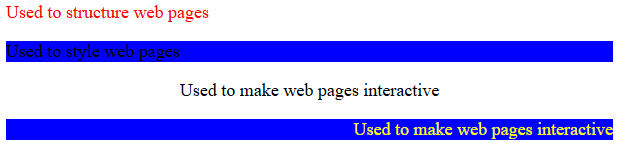 Used to structure web pages
Used to style web pages
Used to make web pages interactive
Used to make web pages interactive